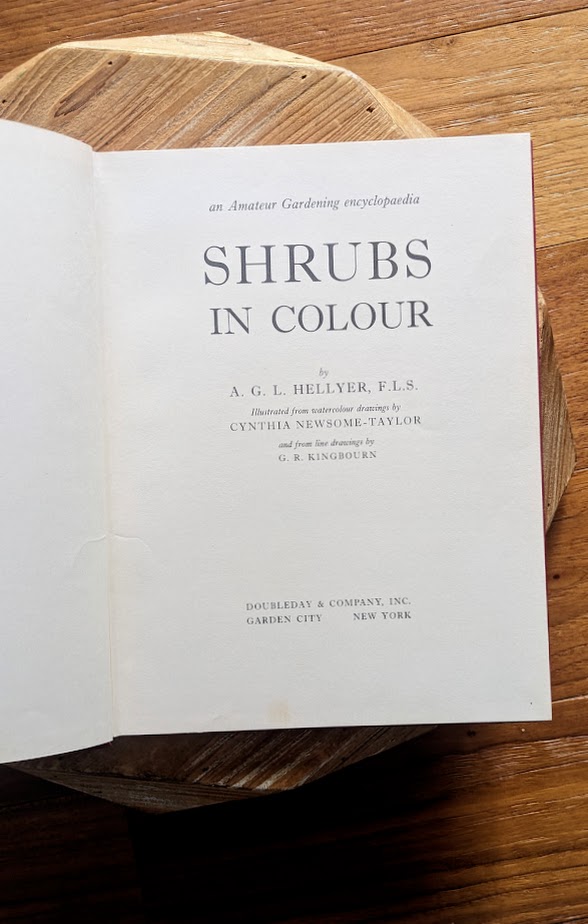 an Amateur Gardening encyclopaedia
SHRUBS
IN COLOUR
by
A. G. L. HELLYER, F.L.S.
Illustrated from watercolour drawings by
CYNTHIA NEWSOME-TAYLOR
and from line drawings by
G. R. KINGBOURN
DOUBLEDAY & COMPANY, INC.
GARDEN CITY NEW YORK